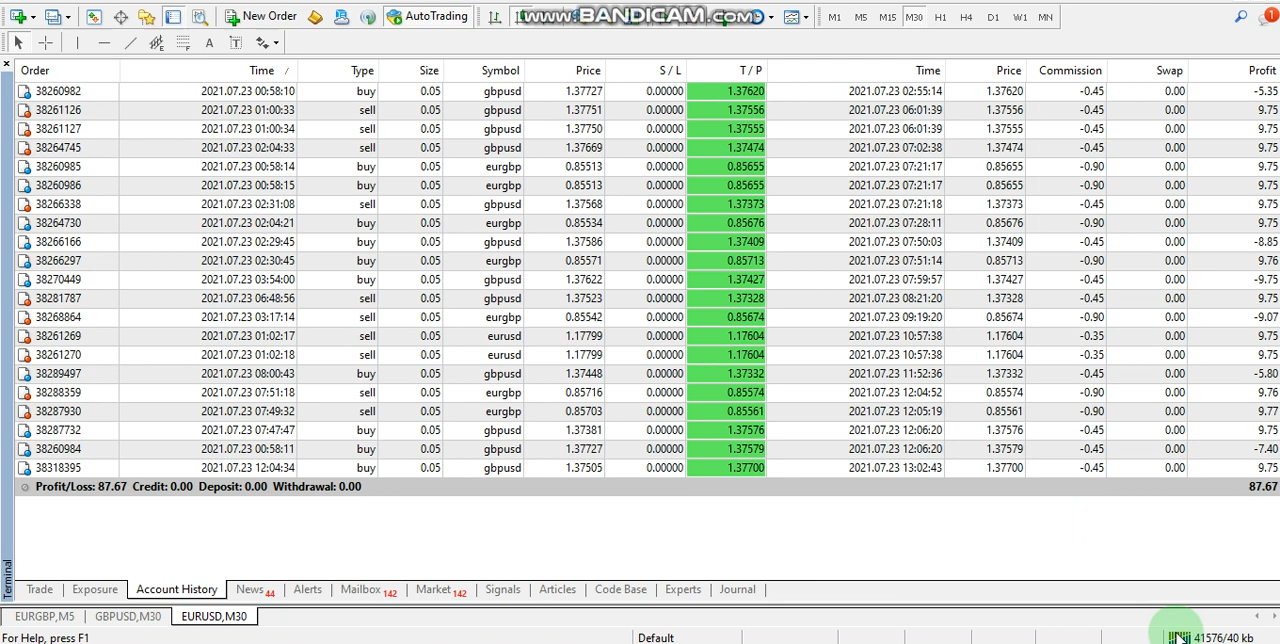 New Order AutoTrading www.BANDICAM.com M1 M5 M15 M30 H1 H4 D1 W1 MN 1
A T
Order Time / Type Size Symbol Price S / L T / P Time Price Commission Swap Profit
38260982 2021.07.23 00:58:10 buy 0.05 gbpusd 1.37727 0.00000 1.37620 2021.07.23 02:55:14 1.37620 -0.45 0.00 -5.35
38261126 2021.07.23 01:00:33 sell 0.05 gbpusd 1.37751 0.00000 1.37556 2021.07.23 06:01:39 1.37556 -0.45 0.00 9.75
38261127 2021.07.23 01:00:34 sell 0.05 gbpusd 1.37750 0.00000 1.37555 2021.07.23 06:01:39 1.37555 -0.45 0.00 9.75
38264745 2021.07.23 02:04:33 sell 0.05 gbpusd 1.37669 0.00000 1.37474 2021.07.23 07:02:38 1.37474 -0.45 0.00 9.75
38260985 2021.07.23 00:58:14 buy 0.05 eurgbp 0.85513 0.00000 0.85655 2021.07.23 07:21:17 0.85655 -0.90 0.00 9.75
38260986 2021.07.23 00:58:15 buy 0.05 eurgbp 0.85513 0.00000 0.85655 2021.07.23 07:21:17 0.85655 -0.90 0.00 9.75
38266338 2021.07.23 02:31:08 sell 0.05 gbpusd 1.37568 0.00000 1.37373 2021.07.23 07:21:18 1.37373 -0.45 0.00 9.75
38264730 2021.07.23 02:04:21 buy 0.05 eurgbp 0.85534 0.00000 0.85676 2021.07.23 07:28:11 0.85676 -0.90 0.00 9.75
38266166 2021.07.23 02:29:45 buy 0.05 gbpusd 1.37586 0.00000 1.37409 2021.07.23 07:50:03 1.37409 -0.45 0.00 -8.85
38266297 2021.07.23 02:30:45 buy 0.05 eurgbp 0.85571 0.00000 0.85713 2021.07.23 07:51:14 0.85713 -0.90 0.00 9.76
38270449 2021.07.23 03:54:00 buy 0.05 gbpusd 1.37622 0.00000 1.37427 2021.07.23 07:59:57 1.37427 -0.45 0.00 -9.75
38281787 2021.07.23 06:48:56 sell 0.05 gbpusd 1.37523 0.00000 1.37328 2021.07.23 08:21:20 1.37328 -0.45 0.00 9.75
38268864 2021.07.23 03:17:14 sell 0.05 eurgbp 0.85542 0.00000 0.85674 2021.07.23 09:19:20 0.85674 -0.90 0.00 -9.07
38261269 2021.07.23 01:02:17 sell 0.05 eurusd 1.17799 0.00000 1.17604 2021.07.23 10:57:38 1.17604 -0.35 0.00 9.75
38261270 2021.07.23 01:02:18 sell 0.05 eurusd 1.17799 0.00000 1.17604 2021.07.23 10:57:38 1.17604 -0.35 0.00 9.75
38289497 2021.07.23 08:00:43 buy 0.05 gbpusd 1.37448 0.00000 1.37332 2021.07.23 11:52:36 1.37332 -0.45 0.00 -5.80
38288359 2021.07.23 07:51:18 sell 0.05 eurgbp 0.85716 0.00000 0.85574 2021.07.23 12:04:52 0.85574 -0.90 0.00 9.76
38287930 2021.07.23 07:49:32 sell 0.05 eurgbp 0.85703 0.00000 0.85561 2021.07.23 12:05:19 0.85561 -0.90 0.00 9.77
38287732 2021.07.23 07:47:47 buy 0.05 gbpusd 1.37381 0.00000 1.37576 2021.07.23 12:06:20 1.37576 -0.45 0.00 9.75
38260984 2021.07.23 00:58:11 buy 0.05 gbpusd 1.37727 0.00000 1.37579 2021.07.23 12:06:20 1.37579 -0.45 0.00 -7.40
38318395 2021.07.23 12:04:34 buy 0.05 gbpusd 1.37505 0.00000 1.37700 2021.07.23 13:02:43 1.37700 -0.45 0.00 9.75
Profit/Loss: 87.67 Credit: 0.00 Deposit: 0.00 Withdrawal: 0.00 87.67
Terminal
Trade Exposure Account History News 44 Alerts Mailbox 142 Market 142 Signals Articles Code Base Experts Journal
EURGBP,M5 GBPUSD,M30 EURUSD,M30
For Help, press F1 Default 41576/40 kb